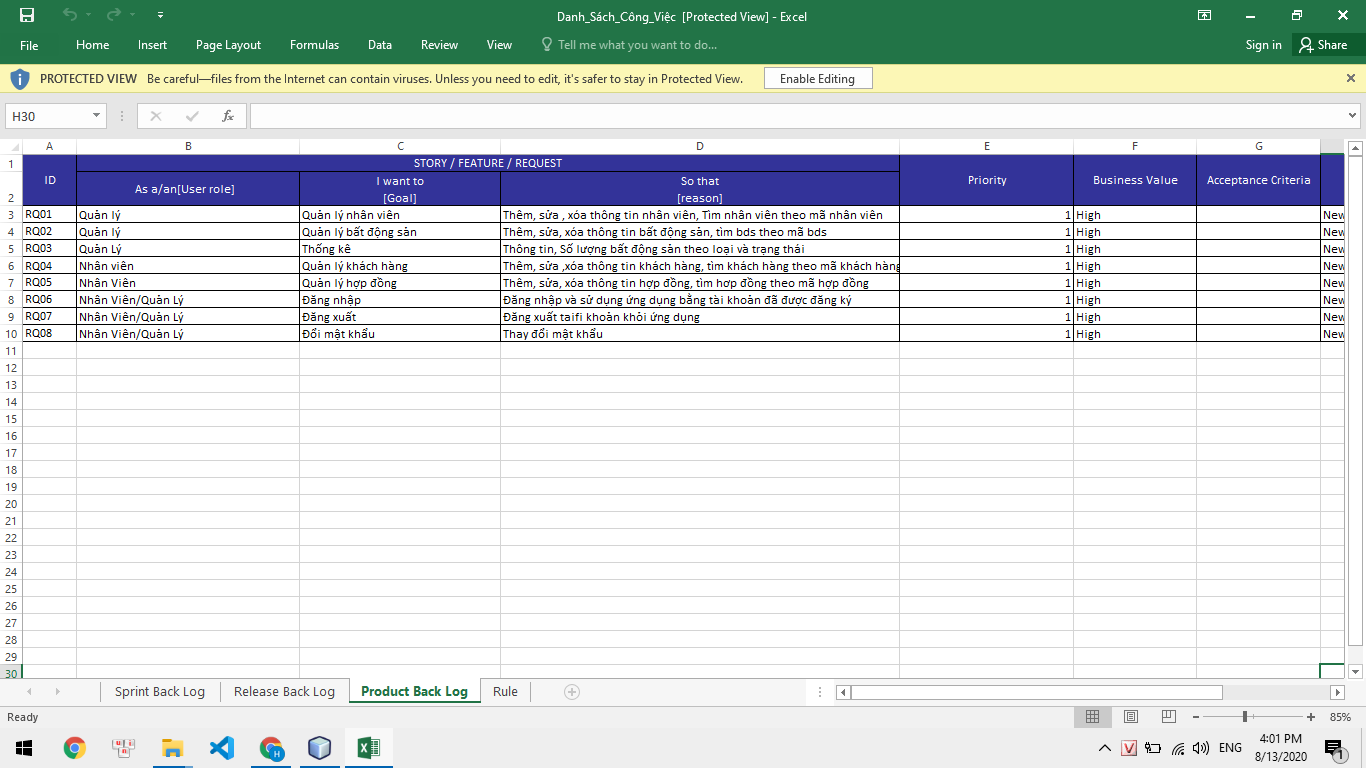 Danh_Sách_Công_Việc [Protected View] - Excel
File Home Insert Page Layout Formulas Data Review View Tell me what you want to do... Sign in Share
PROTECTED VIEW Be careful—files from the Internet can contain viruses. Unless you need to edit, it's safer to stay in Protected View. Enable Editing
H30 fx
A B C D E F G
1 STORY / FEATURE / REQUEST
ID Priority Business Value Acceptance Criteria
2 As a/an[User role] I want to So that
[Goal] [reason]
3 RQ01 Quản lý Quản lý nhân viên Thêm, sửa , xóa thông tin nhân viên, Tìm nhân viên theo mã nhân viên 1 High New
4 RQ02 Quản lý Quản lý bất động sản Thêm, sửa, xóa thông tin bất động sản, tìm bds theo mã bds 1 High New
5 RQ03 Quản Lý Thống kê Thông tin, Số lượng bất động sản theo loại và trạng thái 1 High New
6 RQ04 Nhân viên Quản lý khách hàng Thêm, sửa ,xóa thông tin khách hàng, tìm khách hàng theo mã khách hàng 1 High New
7 RQ05 Nhân Viên Quản lý hợp đồng Thêm, sửa, xóa thông tin hợp đồng, tìm hợp đồng theo mã hợp đồng 1 High New
8 RQ06 Nhân Viên/Quản Lý Đăng nhập Đăng nhập và sử dụng ứng dụng bằng tài khoản đã được đăng ký 1 High New
9 RQ07 Nhân Viên/Quản Lý Đăng xuất Đăng xuất taifi khoản khỏi ứng dụng 1 High New
10 RQ08 Nhân Viên/Quản Lý Đổi mật khẩu Thay đổi mật khẩu 1 High New
11
12
13
14
15
16
17
18
19
20
21
22
23
24
25
26
27
28
29
30
Sprint Back Log Release Back Log Product Back Log Rule
Ready 85%
ENG 4:01 PM
8/13/2020 1